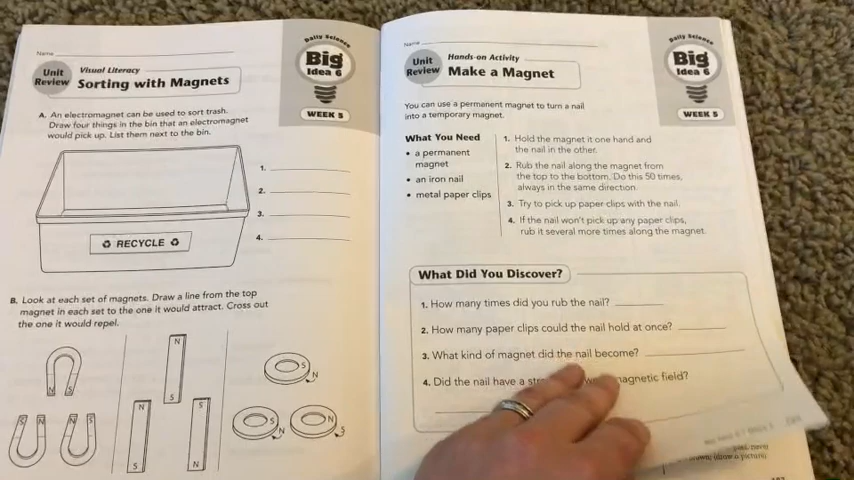 Name
Unit
Review
Visual Literacy
Sorting with Magnets
Daily Science
Big
Idea 6
WEEK 5
A. An electromagnet can be used to sort trash.
Draw four things in the bin that an electromagnet
would pick up. List them next to the bin.
1.
2.
3.
4.
RECYCLE
B. Look at each set of magnets. Draw a line from the top
magnet in each set to the one it would attract. Cross out
the one it would repel.
N S
S N
N S
N
S
N
S
S
N
S
N
S
N
N
S
Name
Unit
Review
Hands-on Activity
Make a Magnet
Daily Science
Big
Idea 6
WEEK 5
You can use a permanent magnet to turn a nail
into a temporary magnet.
What You Need
• a permanent
magnet
• an iron nail
• metal paper clips
1. Hold the magnet it one hand and
the nail in the other.
2. Rub the nail along the magnet from
the top to the bottom. Do this 50 times,
always in the same direction.
3. Try to pick up paper clips with the nail.
4. If the nail won't pick up any paper clips,
rub it several more times along the magnet.
What Did You Discover?
1. How many times did you rub the nail?
2. How many paper clips could the nail hold at once?
3. What kind of magnet did the nail become?
4. Did the nail have a magnetic field?